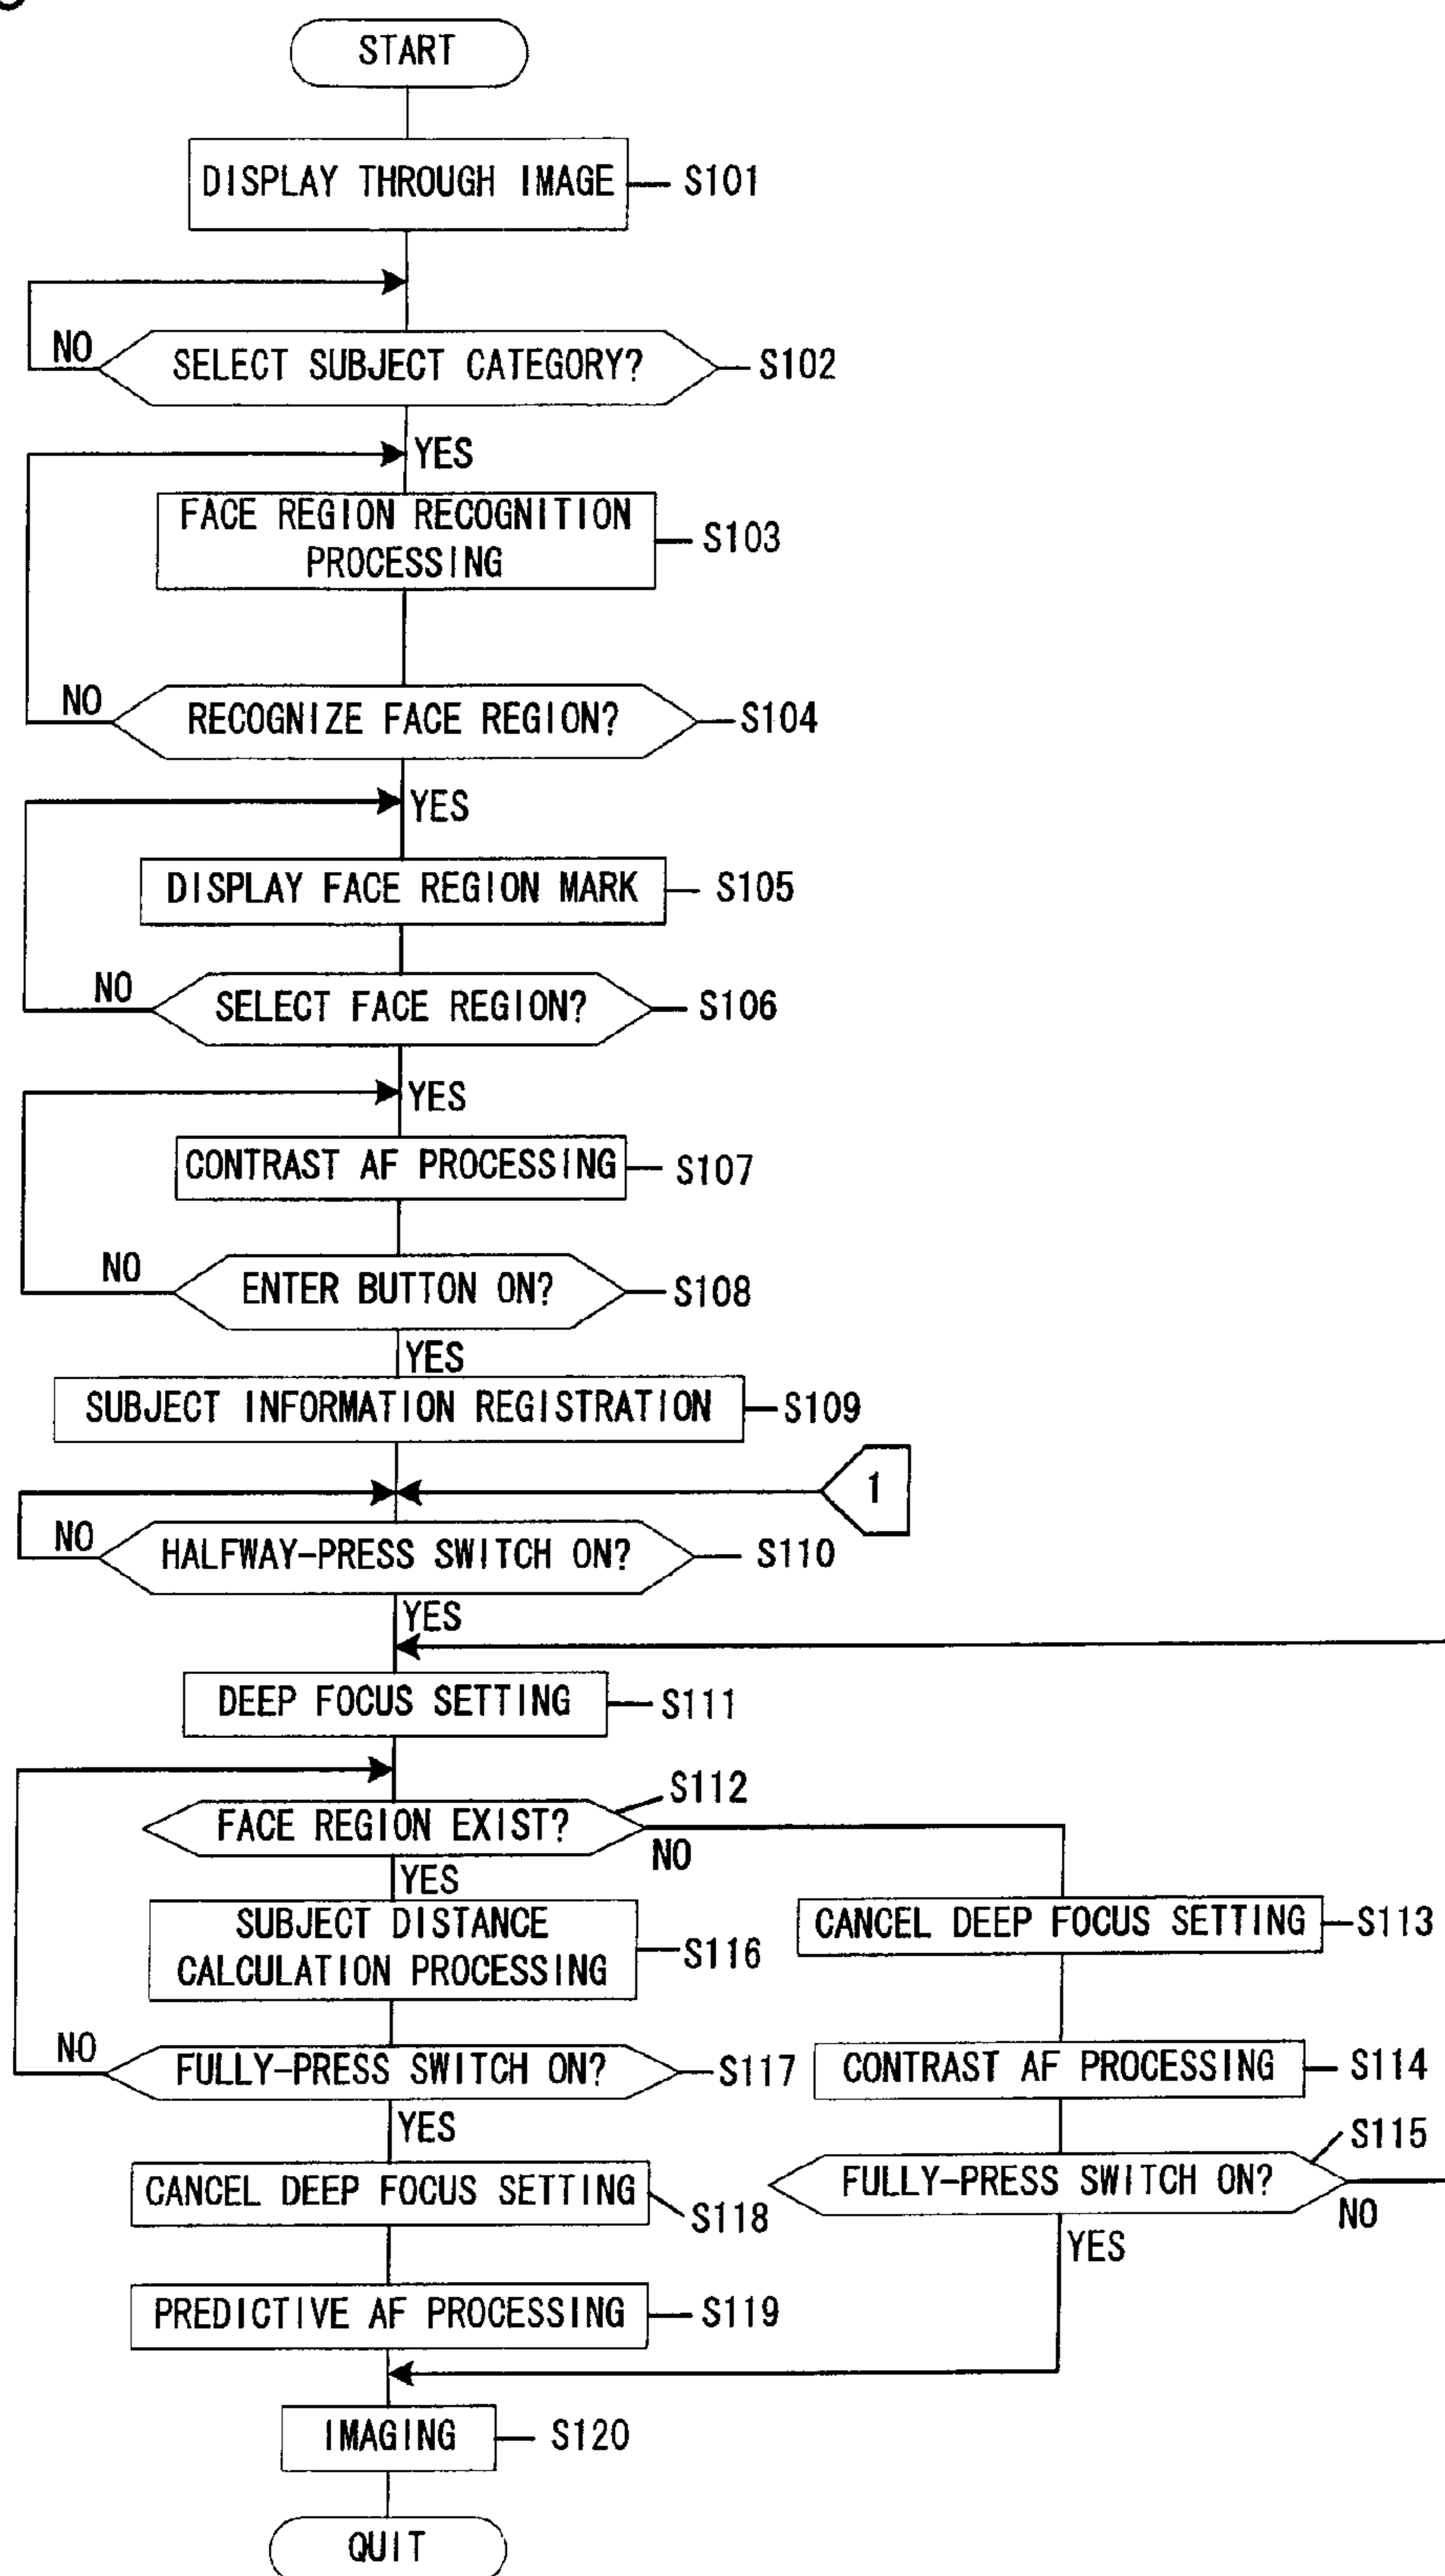 START
DISPLAY THROUGH IMAGE
S101
NO
SELECT SUBJECT CATEGORY?
S102
YES
FACE REGION RECOGNITION
PROCESSING
S103
NO
RECOGNIZE FACE REGION?
S104
YES
DISPLAY FACE REGION MARK
S105
NO
SELECT FACE REGION?
S106
YES
CONTRAST AF PROCESSING
S107
NO
ENTER BUTTON ON?
S108
YES
SUBJECT INFORMATION REGISTRATION
S109
1
NO
HALFWAY-PRESS SWITCH ON?
S110
YES
DEEP FOCUS SETTING
S111
FACE REGION EXIST?
S112
NO
YES
SUBJECT DISTANCE
CALCULATION PROCESSING
S116
CANCEL DEEP FOCUS SETTING
S113
NO
FULLY-PRESS SWITCH ON?
S117
CONTRAST AF PROCESSING
S114
YES
FULLY-PRESS SWITCH ON?
S115
NO
YES
CANCEL DEEP FOCUS SETTING
S118
PREDICTIVE AF PROCESSING
S119
IMAGING
S120
QUIT